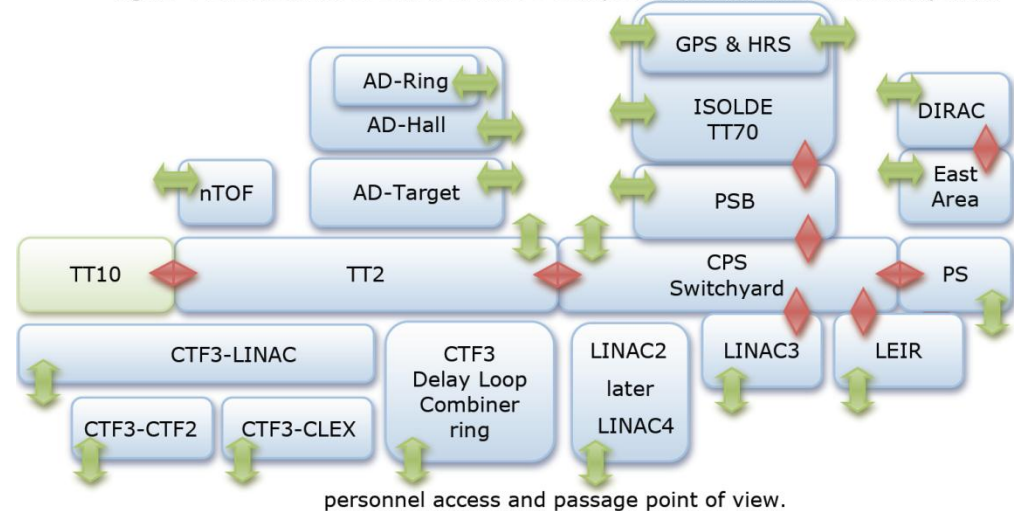 GPS & HRS
AD-Ring
AD-Hall
ISOLDE
TT70
DIRAC
nTOF
AD-Target
PSB
East
Area
TT10
TT2
CPS
Switchyard
PS
CTF3-LINAC
CTF3
Delay Loop
Combiner
ring
LINAC2
later
LINAC4
LINAC3
LEIR
CTF3-CTF2
CTF3-CLEX
personnel access and passage point of view.